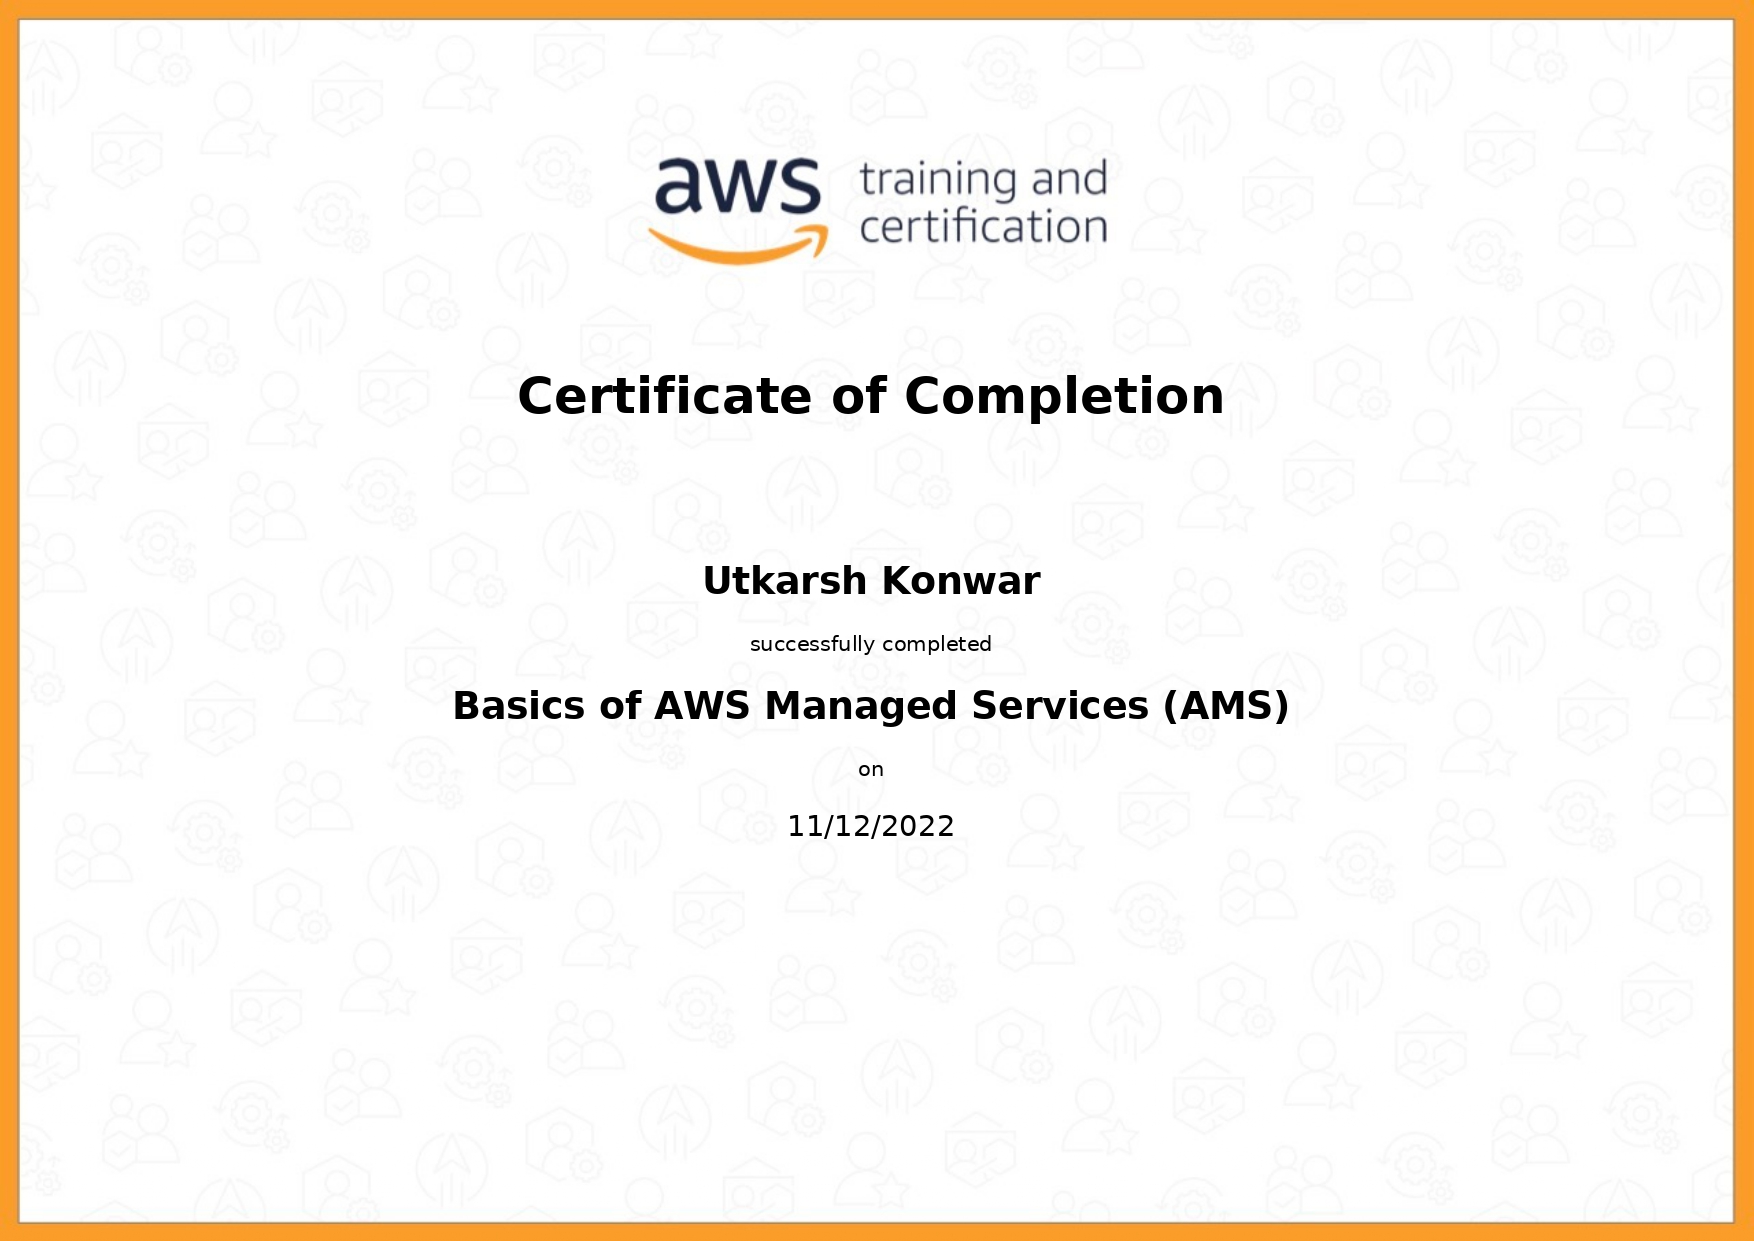 aws training and
certification
Certificate of Completion
Utkarsh Konwar
successfully completed
Basics of AWS Managed Services (AMS)
on
11/12/2022